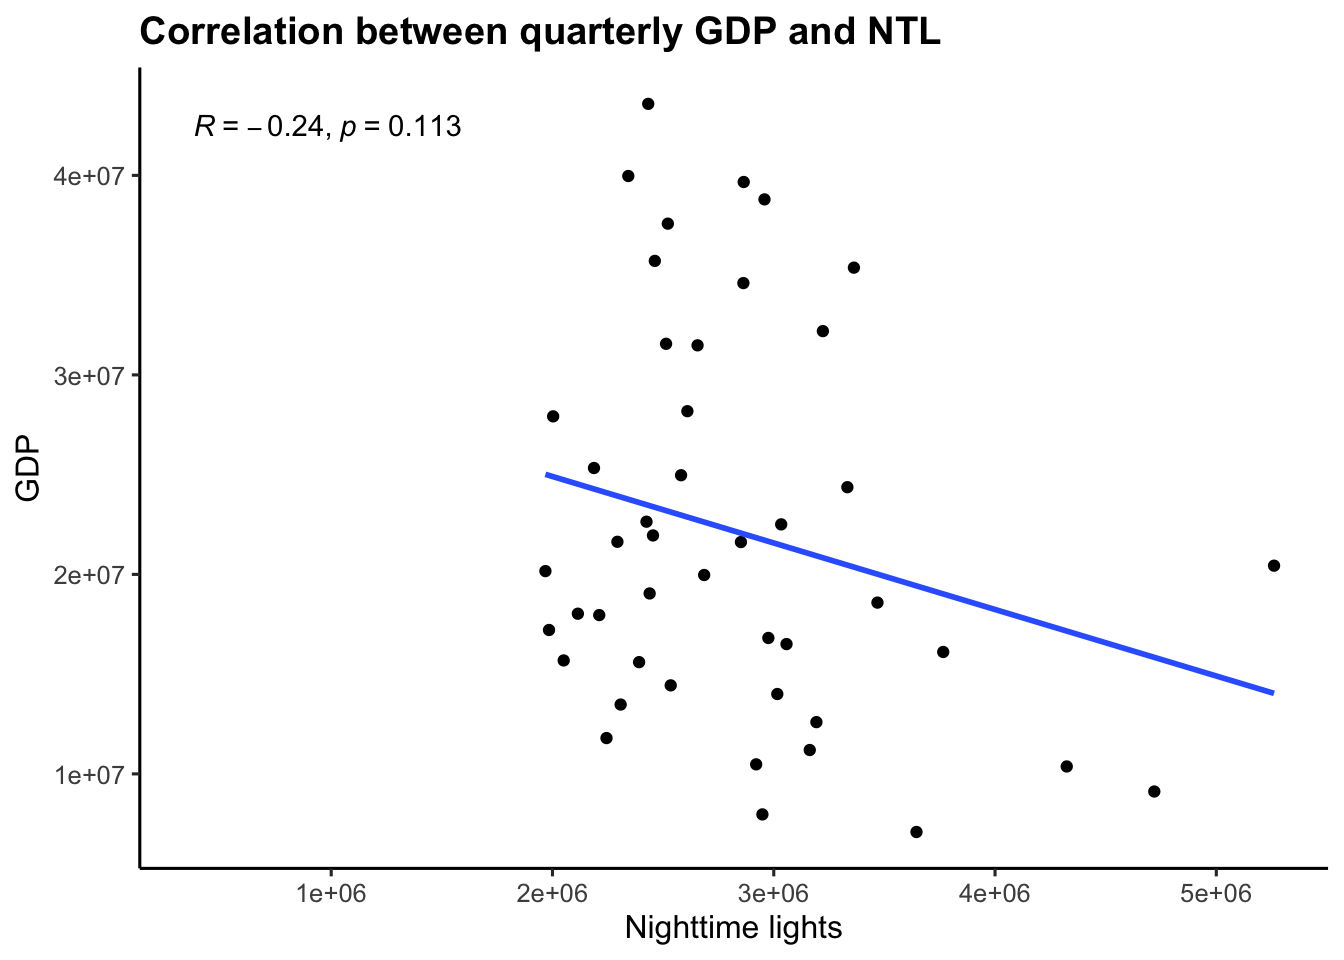 Correlation between quarterly GDP and NTL
R = −0.24, p = 0.113
4e+07
3e+07
2e+07
1e+07
GDP
1e+06 2e+06 3e+06 4e+06 5e+06
Nighttime lights